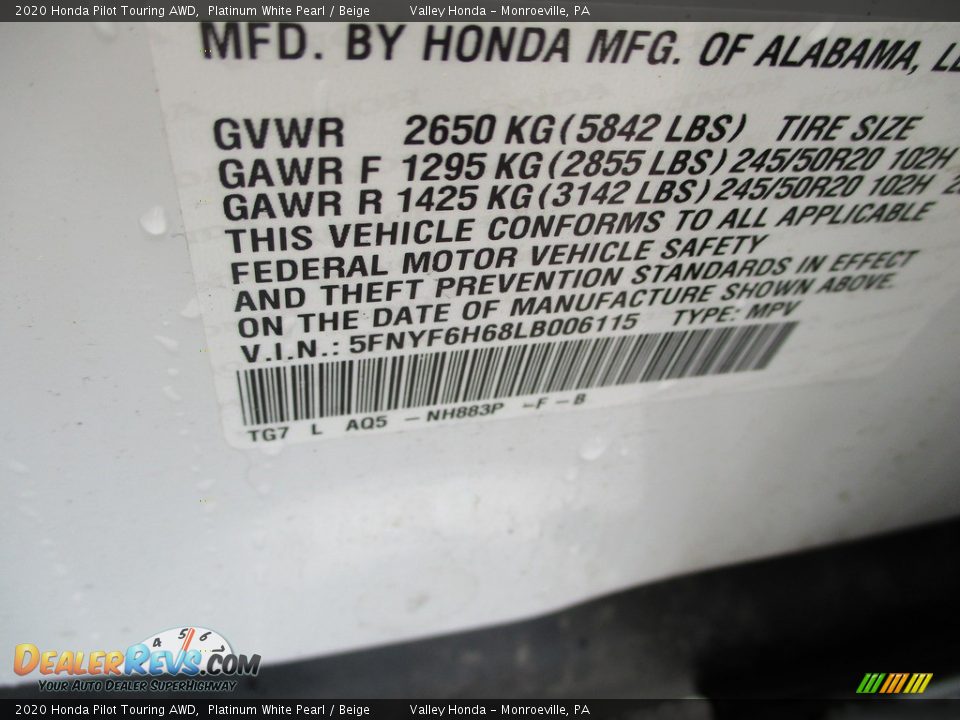 2020 Honda Pilot Touring AWD, Platinum White Pearl / Beige Valley Honda - Monroeville, PA
MFD. BY HONDA MFG. OF ALABAMA,
GVWR 2650 KG (5842 LBS) TIRE SIZE
GAWR F 1295 KG (2855 LBS) 245/50R20 102H
GAWR R 1425 KG (3142 LBS) 245/50R20 102H
THIS VEHICLE CONFORMS TO ALL APPLICABLE
FEDERAL MOTOR VEHICLE SAFETY
AND THEFT PREVENTION STANDARDS IN EFFECT
ON THE DATE OF MANUFACTURE SHOWN ABOVE.
V.I.N.: 5FNYF6H68LB006115 TYPE: MPV
TG7 L AQ5 - NH883P - F - B
4 5 6
DEALERREVS.COM
YOUR AUTO DEALER SUPERHIGHWAY
2020 Honda Pilot Touring AWD, Platinum White Pearl / Beige Valley Honda - Monroeville, PA